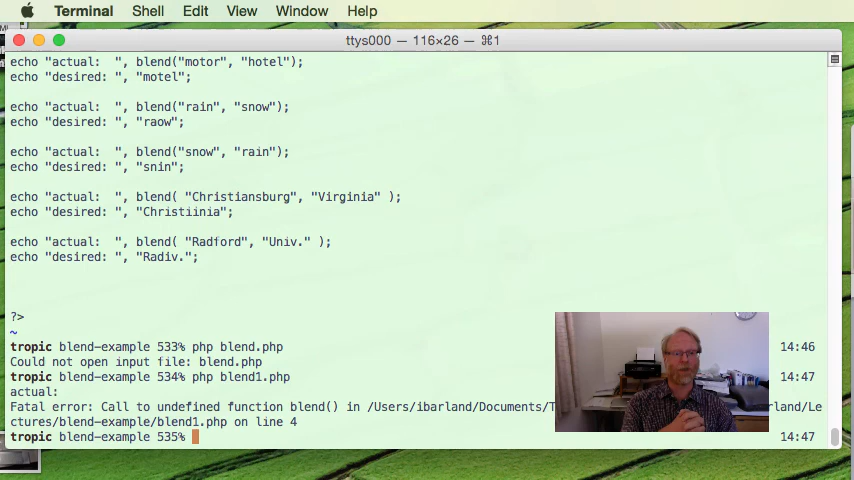 Terminal Shell Edit View Window Help
ttys000 — 116×26 — ⌘1
echo "actual:  ", blend("motor", "hotel");
echo "desired: ", "motel";
echo "actual:  ", blend("rain", "snow");
echo "desired: ", "raow";
echo "actual:  ", blend("snow", "rain");
echo "desired: ", "snin";
echo "actual:  ", blend( "Christiansburg", "Virginia" );
echo "desired: ", "Christiinia";
echo "actual:  ", blend( "Radford", "Univ." );
echo "desired: ", "Radiv.";
?>
~
tropic blend-example 533% php blend.php 14:46
Could not open input file: blend.php
tropic blend-example 534% php blend1.php 14:47
actual:
Fatal error: Call to undefined function blend() in /Users/ibarland/Documents/T arland/Le
ctures/blend-example/blend1.php on line 4
tropic blend-example 535% 14:47